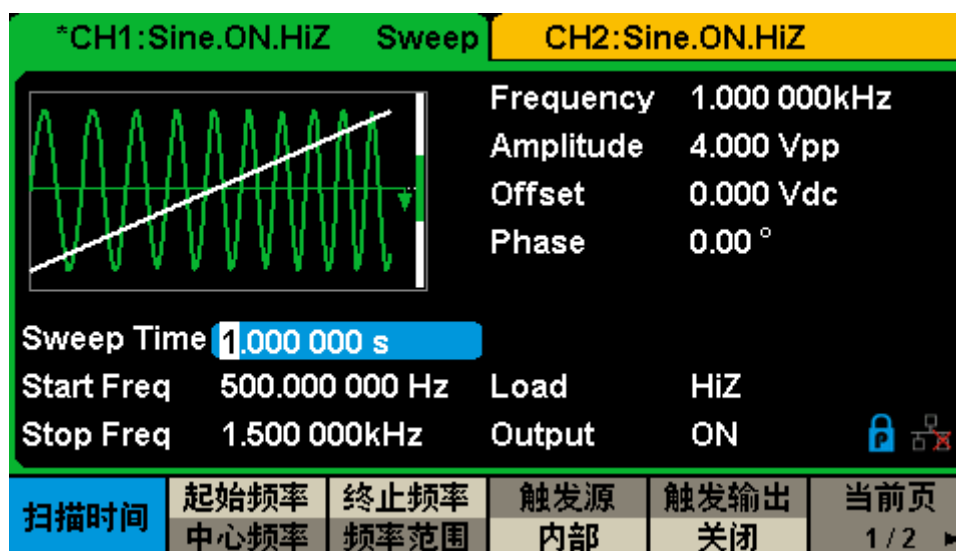 *CH1:Sine.ON.HiZ Sweep CH2:Sine.ON.HiZ
Frequency 1.000 000kHz
Amplitude 4.000 Vpp
Offset 0.000 Vdc
Phase 0.00 °
Sweep Time 1.000 000 s
Start Freq 500.000 000 Hz Load HiZ
Stop Freq 1.500 000kHz Output ON
扫描时间 起始频率 终止频率 触发源 触发输出 当前页
中心频率 频率范围 内部 关闭 1/2